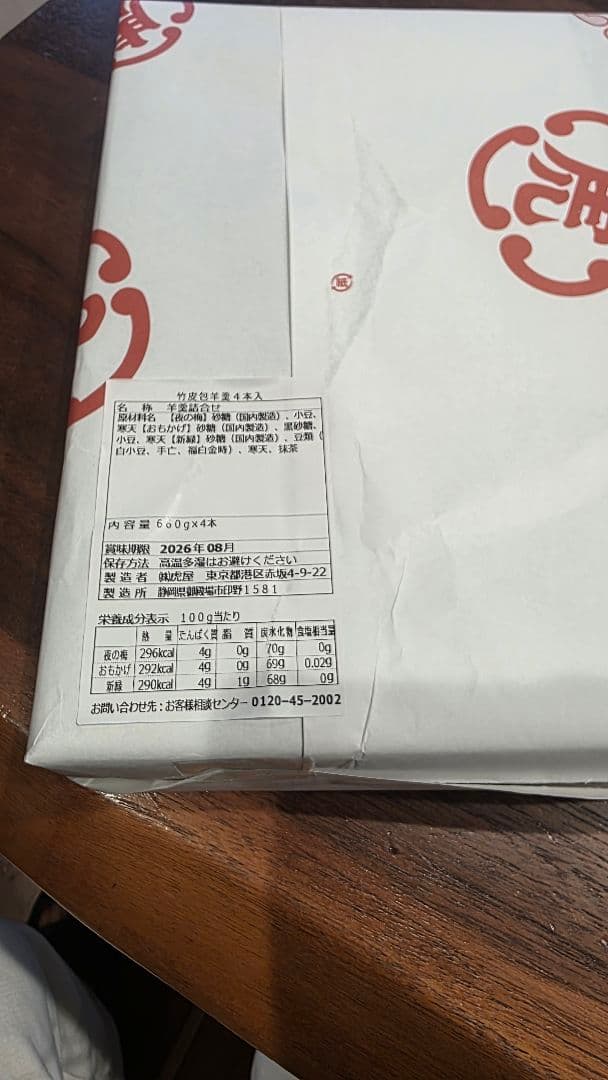 虎
紙
竹皮包羊羹4本入
名 称 羊羹詰合せ
原材料名 【夜の梅】砂糖(国内製造)、小豆、
寒天【おもかげ】砂糖(国内製造)、黒砂糖、
小豆、寒天【新緑】砂糖(国内製造)、豆類(
白小豆、手亡、福白金時)、寒天、抹茶
内容量 660g×4本
賞味期限 2026年08月
保存方法 高温多湿はお避けください
製造者 ㈱虎屋 東京都港区赤坂4-9-22
製造所 静岡県御殿場市印野1581
栄養成分表示 100g当たり
熱 量 たんぱく質 脂 質 炭水化物 食塩相当量
夜の梅 296kcal 4g 0g 70g 0g
おもかげ 292kcal 4g 0g 69g 0.02g
新緑 290kcal 4g 1g 68g 0g
お問い合わせ先:お客様相談センター 0120-45-2002